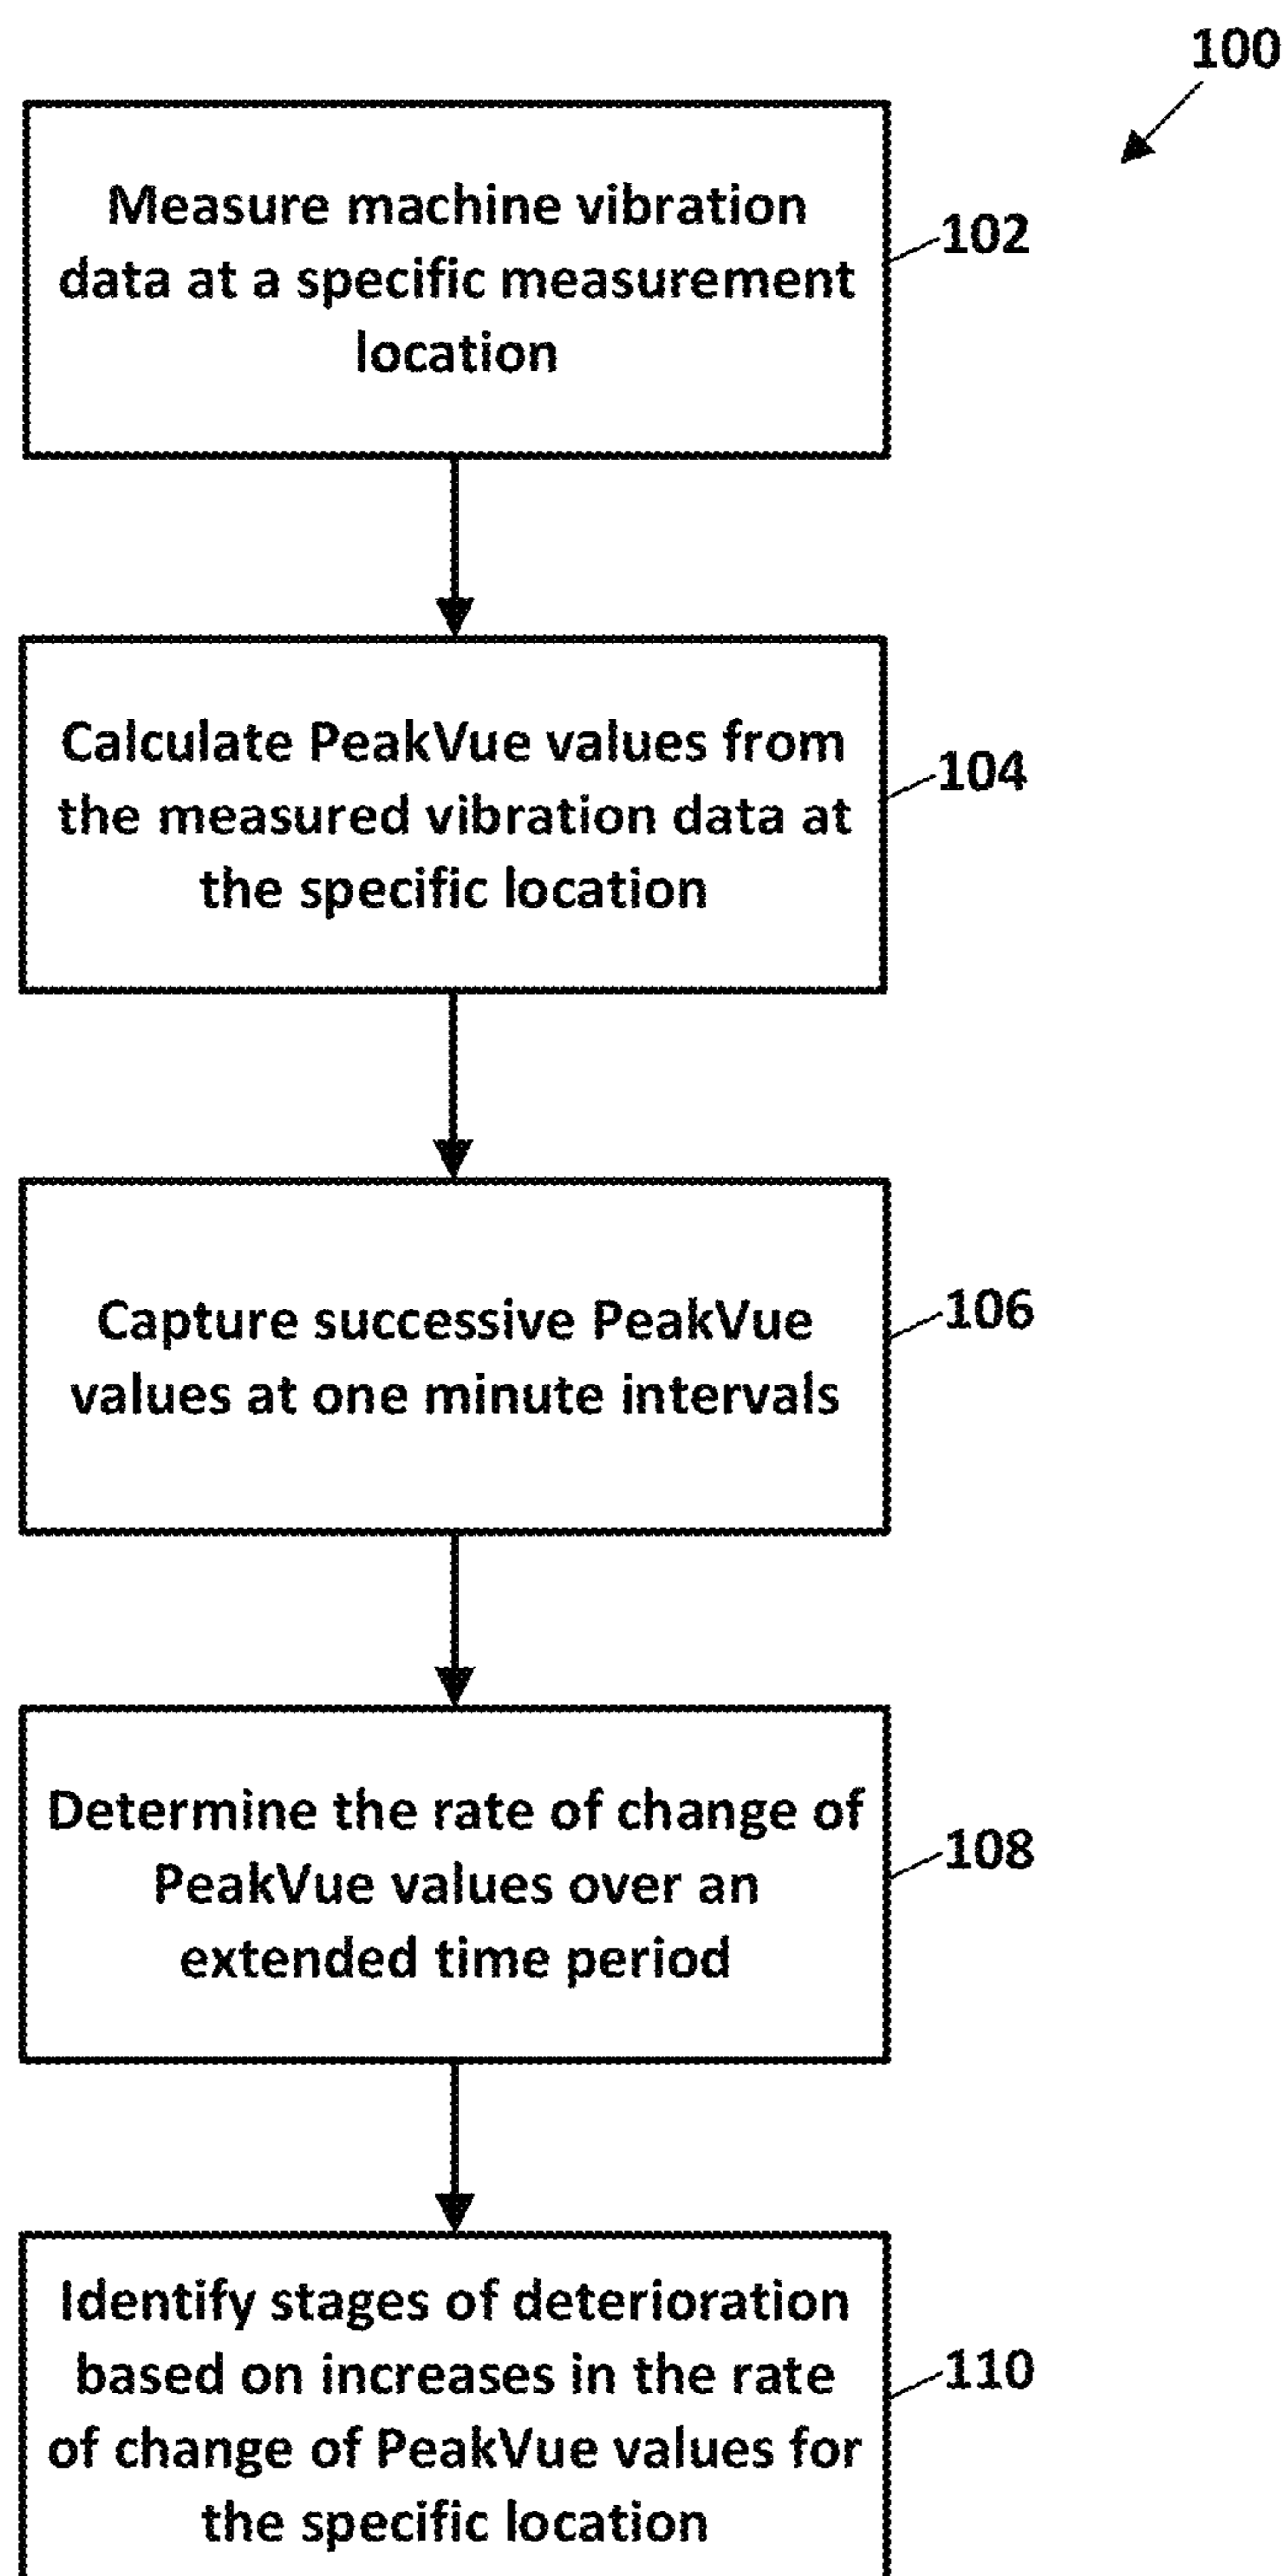 100
Measure machine vibration
data at a specific measurement
location
102
Calculate PeakVue values from
the measured vibration data at
the specific location
104
Capture successive PeakVue
values at one minute intervals
106
Determine the rate of change of
PeakVue values over an
extended time period
108
Identify stages of deterioration
based on increases in the rate
of change of PeakVue values for
the specific location
110